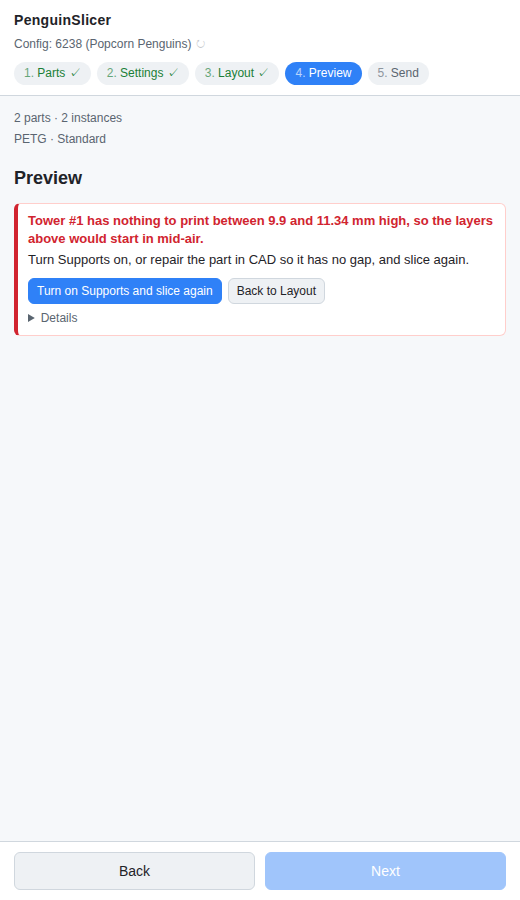 PenguinSlicer
Config: 6238 (Popcorn Penguins) ↻
1. Parts ✓ 2. Settings ✓ 3. Layout ✓ 4. Preview 5. Send
2 parts · 2 instances
PETG · Standard
Preview
Tower #1 has nothing to print between 9.9 and 11.34 mm high, so the layers
above would start in mid-air.
Turn Supports on, or repair the part in CAD so it has no gap, and slice again.
Turn on Supports and slice again Back to Layout
▶ Details
Back Next